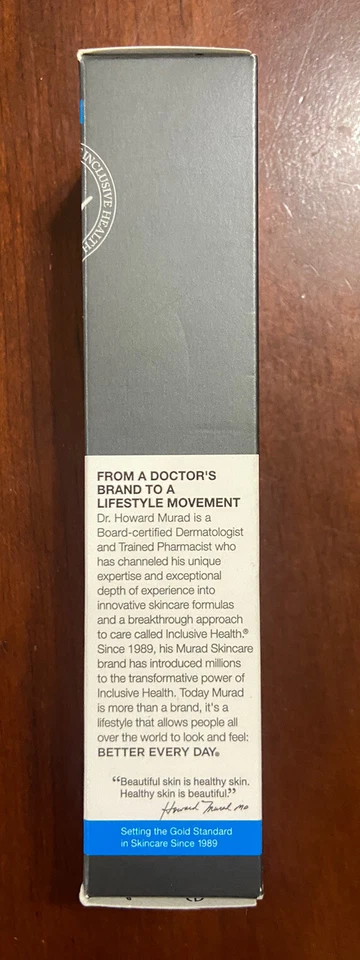 INCLUSIVE HEALTH
FROM A DOCTOR'S
BRAND TO A
LIFESTYLE MOVEMENT
Dr. Howard Murad is a
Board-certified Dermatologist
and Trained Pharmacist who
has channeled his unique
expertise and exceptional
depth of experience into
innovative skincare formulas
and a breakthrough approach
to care called Inclusive Health.®
Since 1989, his Murad Skincare
brand has introduced millions
to the transformative power of
Inclusive Health. Today Murad
is more than a brand, it's a
lifestyle that allows people all
over the world to look and feel:
BETTER EVERY DAY®
“Beautiful skin is healthy skin.
Healthy skin is beautiful.”
Howard Murad MD
Setting the Gold Standard
in Skincare Since 1989